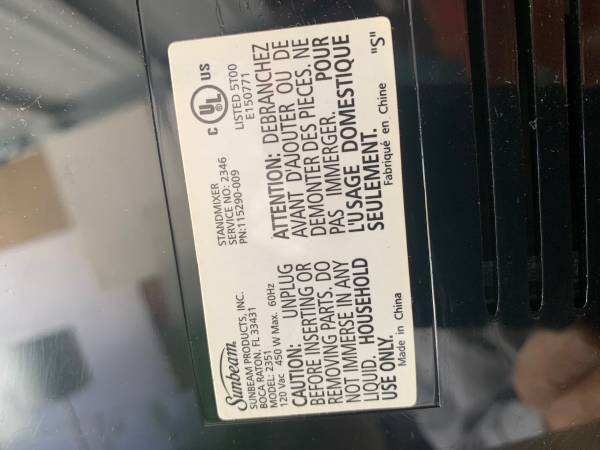 Sunbeam.
SUNBEAM PRODUCTS, INC.
BOCA RATON, FL 33431
MODEL: 2351
120 Vac 450 W Max. 60Hz
CAUTION: UNPLUG
BEFORE INSERTING OR
REMOVING PARTS. DO
NOT IMMERSE IN ANY
LIQUID. HOUSEHOLD
USE ONLY.
Made in China
STANDMIXER
SERVICE NO: 2346
PN:115290-009
C UL US
LISTED 5T00
E150771
ATTENTION: DEBRANCHEZ
AVANT D'AJOUTER OU DE
DEMONTER DES PIECES. NE
PAS IMMERGER. POUR
L'USAGE DOMESTIQUE
SEULEMENT.
Fabriqué en Chine "S"